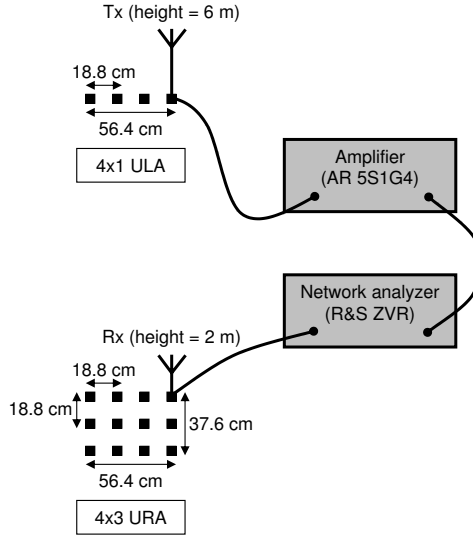 Tx (height = 6 m)
18.8 cm
56.4 cm
4x1 ULA
Amplifier
(AR 5S1G4)
Network analyzer
(R&S ZVR)
Rx (height = 2 m)
18.8 cm
18.8 cm
37.6 cm
56.4 cm
4x3 URA